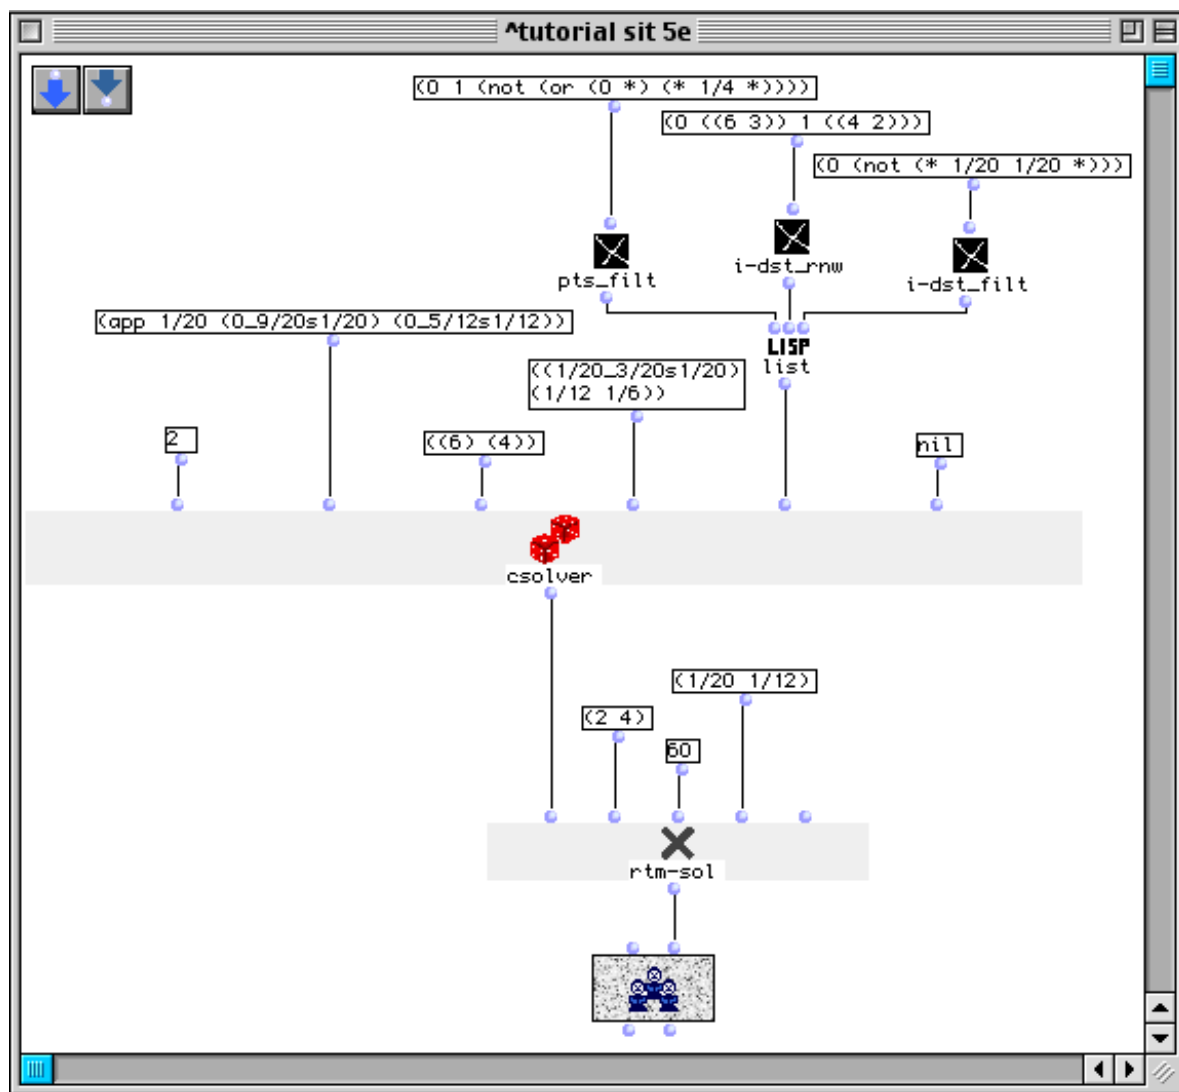 ^tutorial sit 5e
(0 1 (not (or (0 *) (* 1/4 *))))
(0 ((6 3)) 1 ((4 2)))
(0 (not (* 1/20 1/20 *)))
pts_filt
i-dst_rnw
i-dst_filt
(app 1/20 (0_9/20s1/20) (0_5/12s1/12))
LISP
list
((1/20_3/20s1/20)
(1/12 1/6))
2
((6) (4))
nil
csolver
(1/20 1/12)
(2 4)
60
rtm-sol